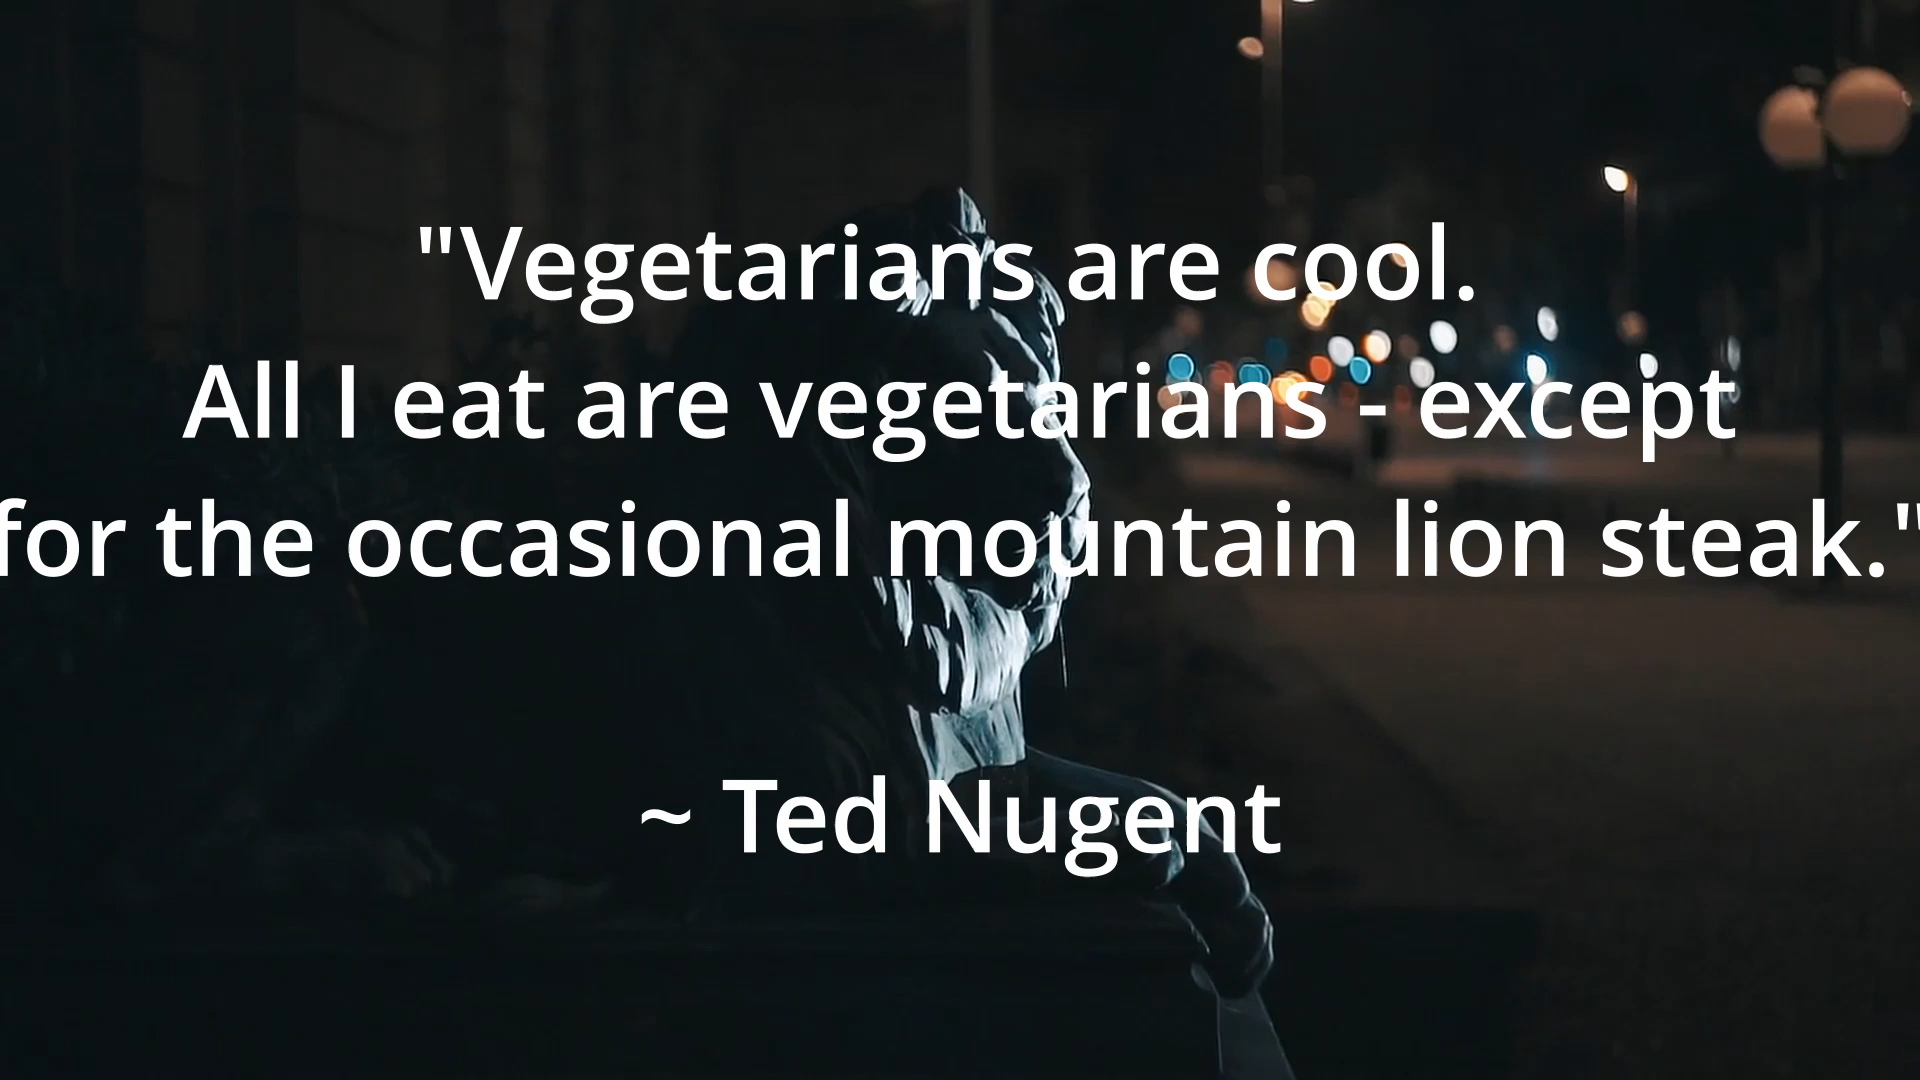 "Vegetarians are cool.
All I eat are vegetarians - except
for the occasional mountain lion steak."
~ Ted Nugent